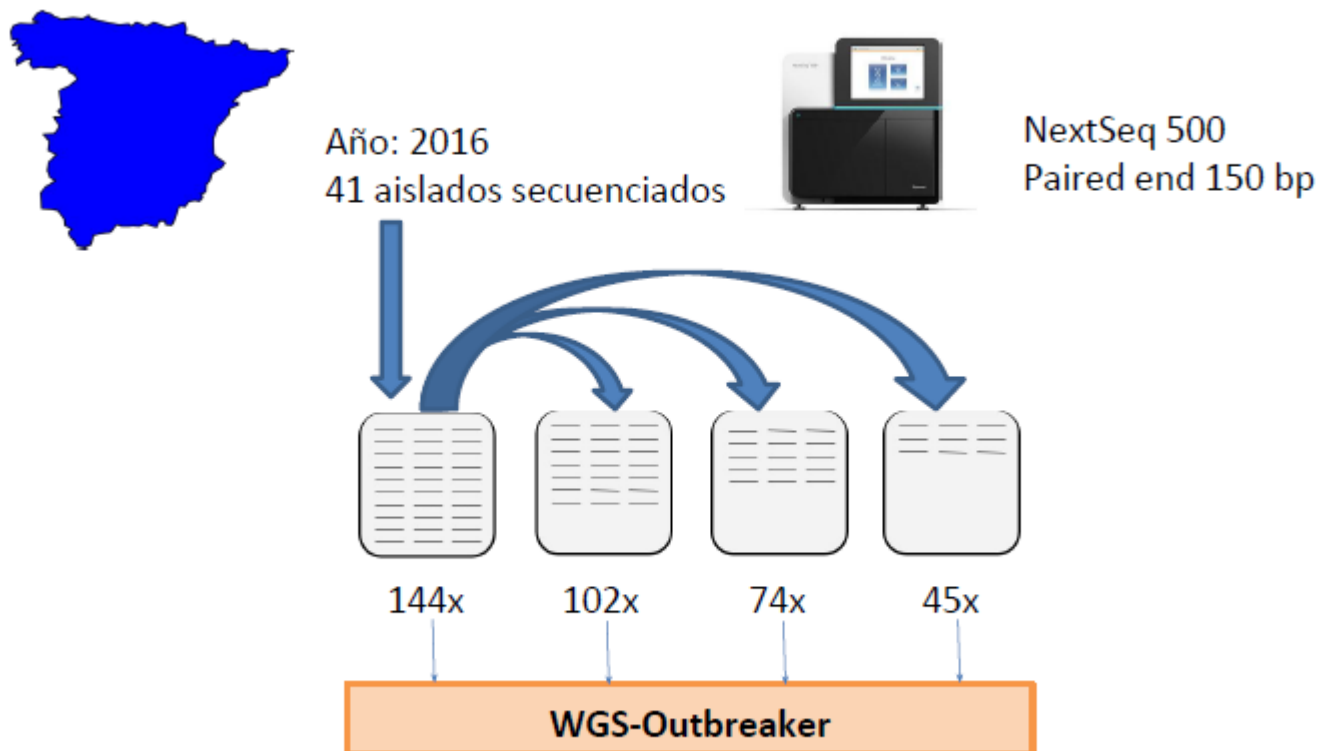 Año: 2016
41 aislados secuenciados
NextSeq 500
Paired end 150 bp
144x
102x
74x
45x
WGS-Outbreaker